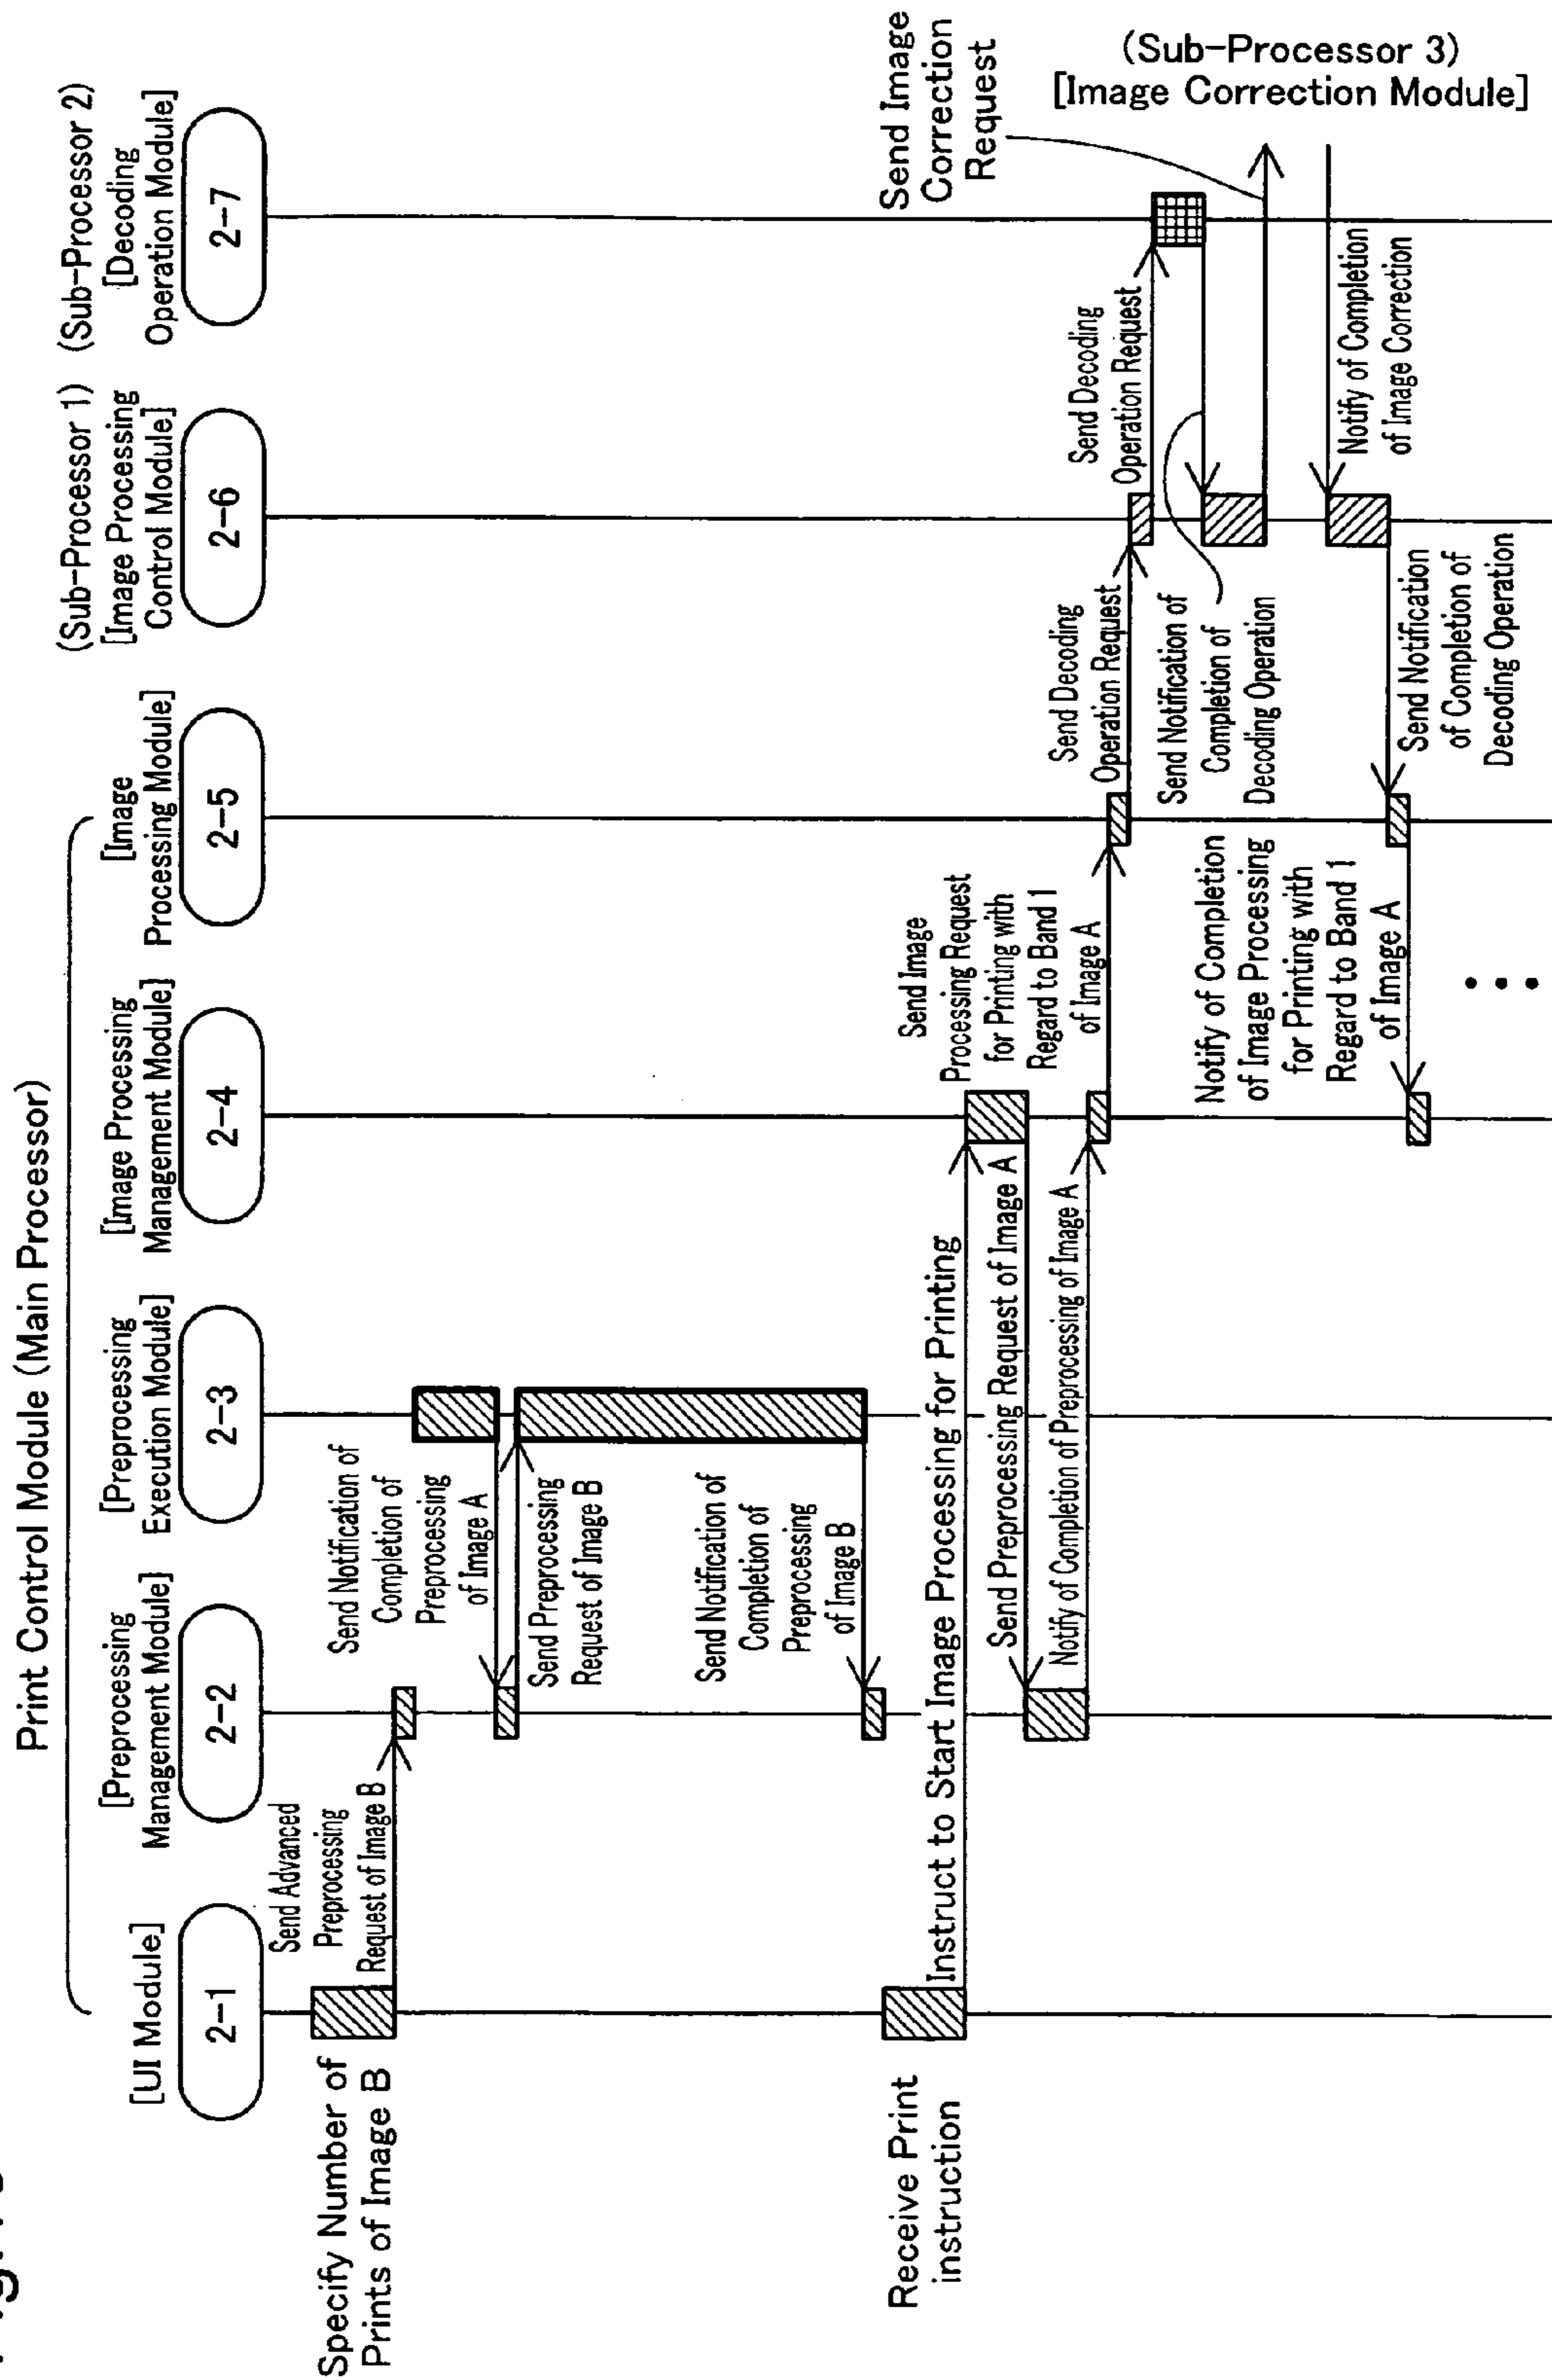 Print Control Module (Main Processor)
[UI Module]
2-1
[Preprocessing
Management Module]
2-2
[Preprocessing
Execution Module]
2-3
[Image Processing
Management Module]
2-4
[Image
Processing Module]
2-5
(Sub-Processor 1)
[Image Processing
Control Module]
2-6
(Sub-Processor 2)
[Decoding
Operation Module]
2-7
Specify Number of
Prints of Image B
Send Advanced
Preprocessing
Request of Image B
Send Notification of
Completion of
Preprocessing
of Image A
Send Preprocessing
Request of Image B
Send Notification of
Completion of
Preprocessing
of Image B
Receive Print
instruction
Instruct to Start Image Processing for Printing
Send Preprocessing Request of Image A
Notify of Completion of Preprocessing of Image A
Send Image
Processing Request
for Printing with
Regard to Band 1
of Image A
Send Decoding
Operation Request
Send Decoding
Operation Request
Send Notification of
Completion of
Decoding Operation
Send Image
Correction
Request
(Sub-Processor 3)
[Image Correction Module]
Notify of Completion
of Image Correction
Send Notification
of Completion of
Decoding Operation
Notify of Completion
of Image Processing
for Printing with
Regard to Band 1
of Image A